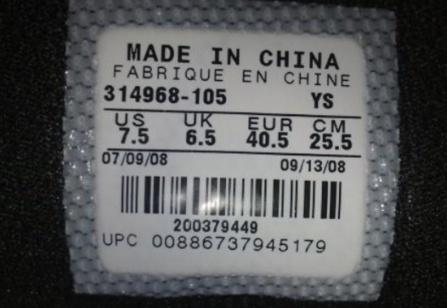 MADE IN CHINA
FABRIQUE EN CHINE
314968-105 YS
US UK EUR CM
7.5 6.5 40.5 25.5
07/09/08 09/13/08
200379449
UPC 00886737945179